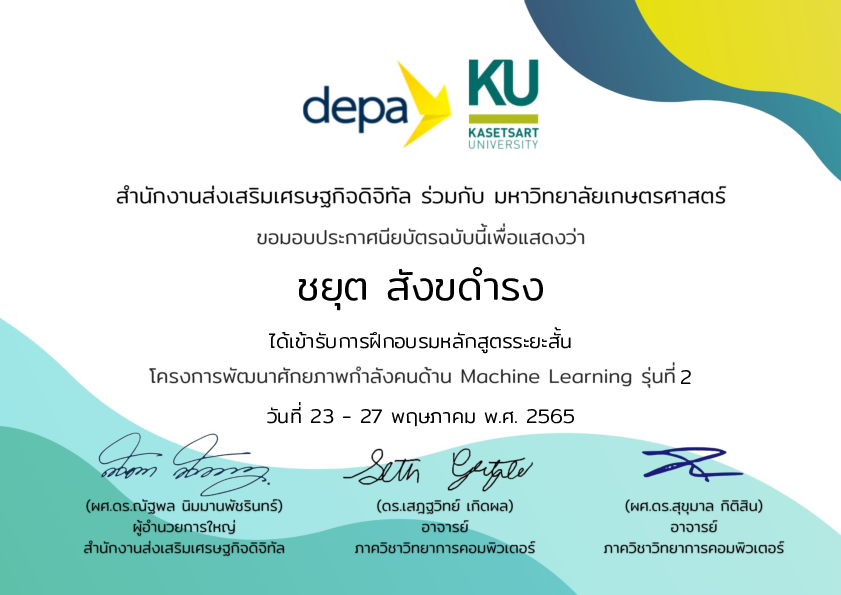 depa
KU
KASETSART
UNIVERSITY
สำนักงานส่งเสริมเศรษฐกิจดิจิทัล ร่วมกับ มหาวิทยาลัยเกษตรศาสตร์
ขอมอบประกาศนียบัตรฉบับนี้เพื่อแสดงว่า
ชยุต สังขดำรง
ได้เข้ารับการฝึกอบรมหลักสูตรระยะสั้น
โครงการพัฒนาศักยภาพกำลังคนด้าน Machine Learning รุ่นที่ 2
วันที่ 23 - 27 พฤษภาคม พ.ศ. 2565
(ผศ.ดร.ณัฐพล นิมมานพัชรินทร์) (ดร.เสฎฐวิทย์ เกิดผล) (ผศ.ดร.สุขุมาล กิติสิน)
ผู้อำนวยการใหญ่ อาจารย์ อาจารย์
สำนักงานส่งเสริมเศรษฐกิจดิจิทัล ภาควิชาวิทยาการคอมพิวเตอร์ ภาควิชาวิทยาการคอมพิวเตอร์